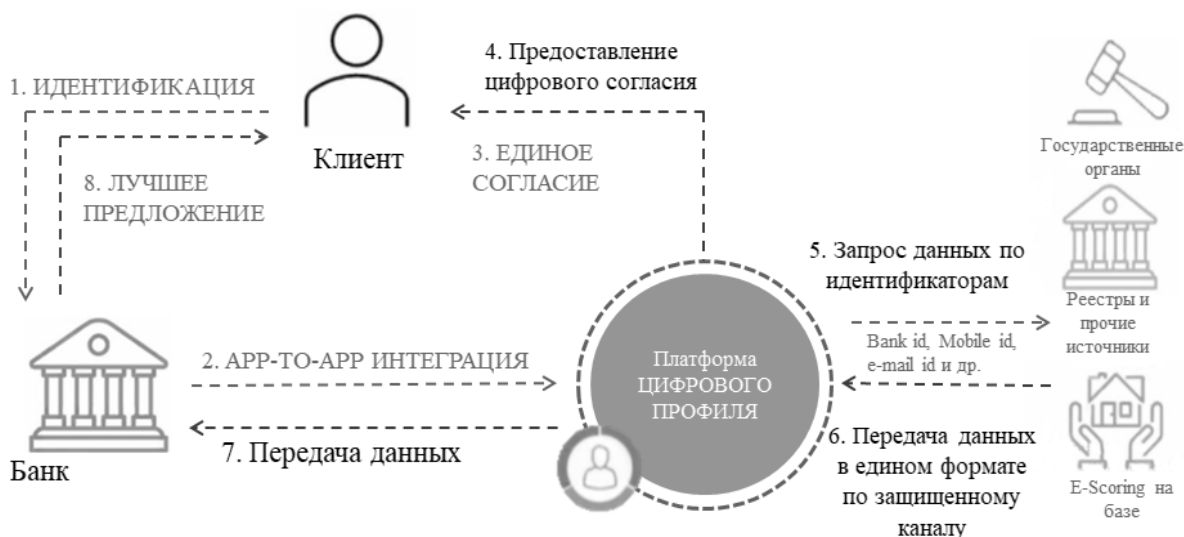 1. ИДЕНТИФИКАЦИЯ
Клиент
8. ЛУЧШЕЕ
ПРЕДЛОЖЕНИЕ
4. Предоставление
цифрового согласия
3. ЕДИНОЕ
СОГЛАСИЕ
Банк
2. APP-TO-APP ИНТЕГРАЦИЯ
7. Передача данных
Платформа
ЦИФРОВОГО
ПРОФИЛЯ
5. Запрос данных по
идентификаторам
Bank id, Mobile id,
e-mail id и др.
6. Передача данных
в едином формате
по защищенному
каналу
Государственные
органы
Реестры и
прочие
источники
E-Scoring на
базе